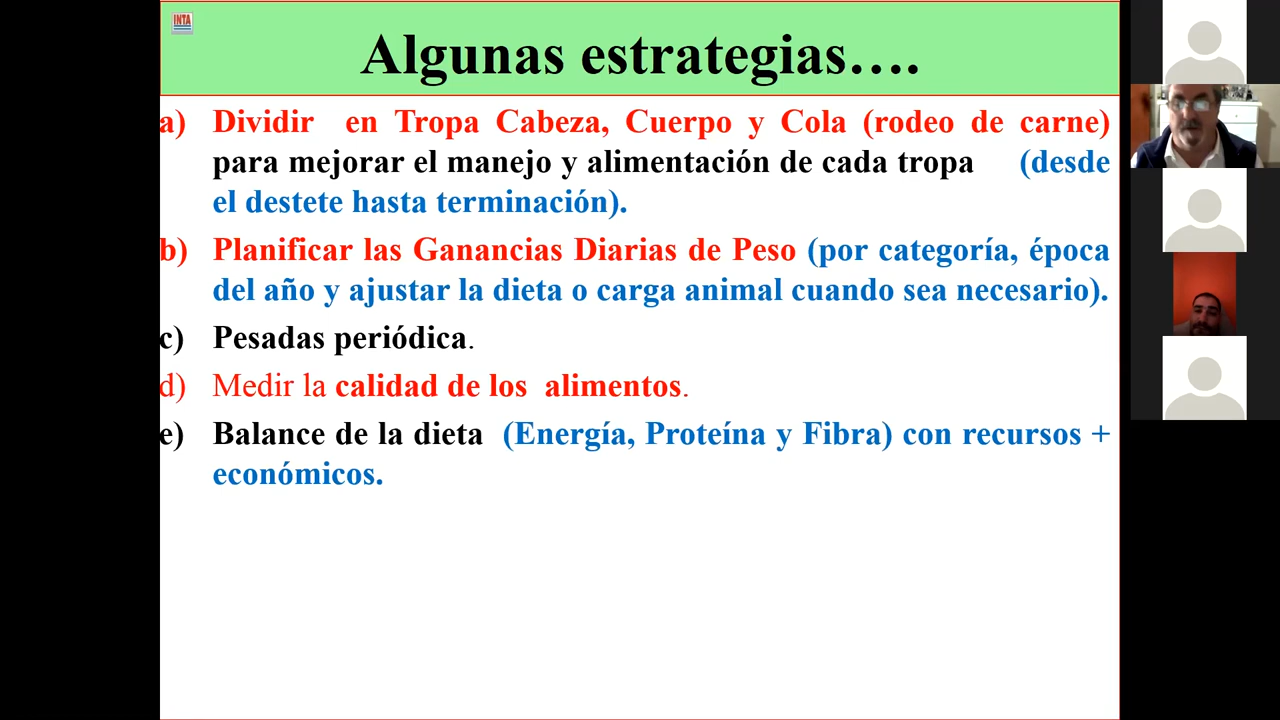 INTA
Algunas estrategias….
a) Dividir en Tropa Cabeza, Cuerpo y Cola (rodeo de carne)
para mejorar el manejo y alimentación de cada tropa (desde
el destete hasta terminación).
b) Planificar las Ganancias Diarias de Peso (por categoría, época
del año y ajustar la dieta o carga animal cuando sea necesario).
c) Pesadas periódica.
d) Medir la calidad de los alimentos.
e) Balance de la dieta (Energía, Proteína y Fibra) con recursos +
económicos.